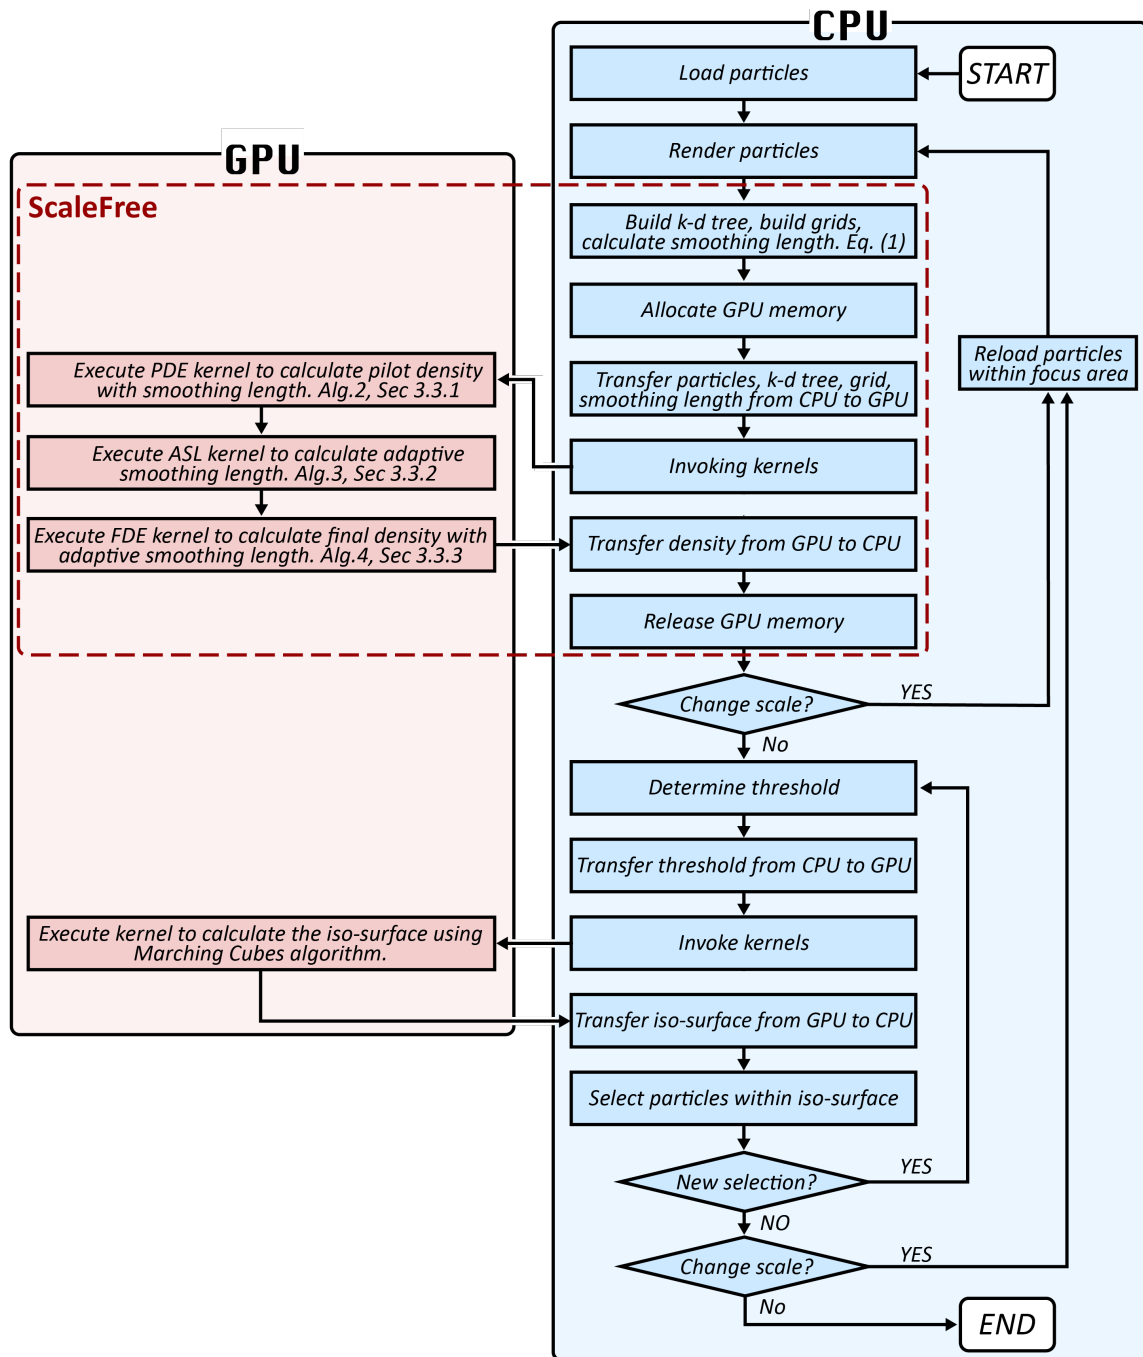 CPU
START
Load particles
Render particles
GPU
ScaleFree
Build k-d tree, build grids,
calculate smoothing length. Eq. (1)
Allocate GPU memory
Reload particles
within focus area
Execute PDE kernel to calculate pilot density
with smoothing length. Alg.2, Sec 3.3.1
Transfer particles, k-d tree, grid,
smoothing length from CPU to GPU
Execute ASL kernel to calculate adaptive
smoothing length. Alg.3, Sec 3.3.2
Invoking kernels
Execute FDE kernel to calculate final density with
adaptive smoothing length. Alg.4, Sec 3.3.3
Transfer density from GPU to CPU
Release GPU memory
Change scale?
YES
No
Determine threshold
Transfer threshold from CPU to GPU
Execute kernel to calculate the iso-surface using
Marching Cubes algorithm.
Invoke kernels
Transfer iso-surface from GPU to CPU
Select particles within iso-surface
New selection?
YES
NO
Change scale?
YES
No
END